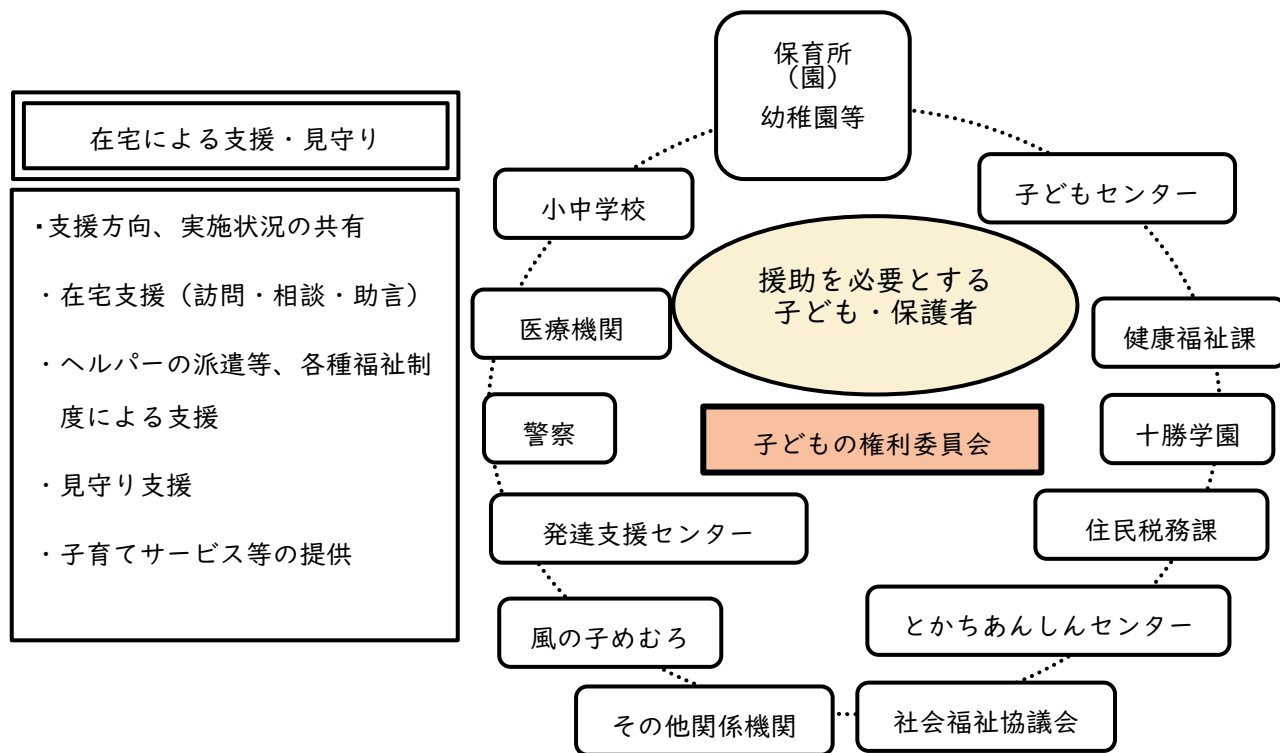 在宅による支援・見守り
・支援方向、実施状況の共有
・在宅支援（訪問・相談・助言）
・ヘルパーの派遣等、各種福祉制
度による支援
・見守り支援
・子育てサービス等の提供
保育所
（園）
幼稚園等
小中学校
子どもセンター
援助を必要とする
子ども・保護者
医療機関
健康福祉課
警察
子どもの権利委員会
十勝学園
発達支援センター
住民税務課
風の子めむろ
とかちあんしんセンター
その他関係機関
社会福祉協議会